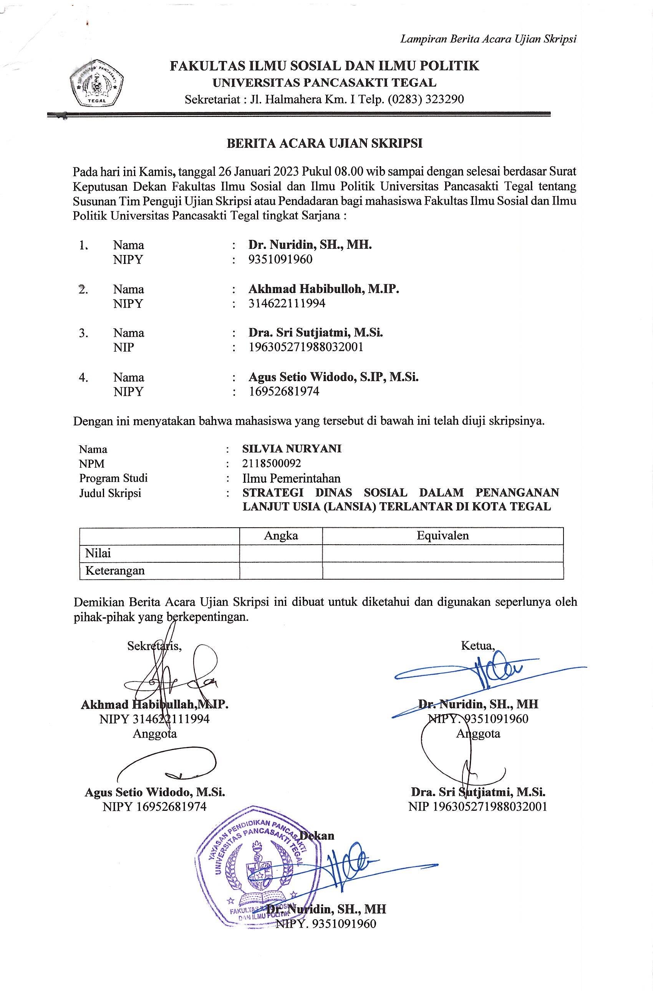 Lampiran Berita Acara Ujian Skripsi
FAKULTAS ILMU SOSIAL DAN ILMU POLITIK
UNIVERSITAS PANCASAKTI TEGAL
Sekretariat : Jl. Halmahera Km. I Telp. (0283) 323290
TEGAL
BERITA ACARA UJIAN SKRIPSI
Pada hari ini Kamis, tanggal 26 Januari 2023 Pukul 08.00 wib sampai dengan selesai berdasar Surat
Keputusan Dekan Fakultas Ilmu Sosial dan Ilmu Politik Universitas Pancasakti Tegal tentang
Susunan Tim Penguji Ujian Skripsi atau Pendadaran bagi mahasiswa Fakultas Ilmu Sosial dan Ilmu
Politik Universitas Pancasakti Tegal tingkat Sarjana :
1. Nama : Dr. Nuridin, SH., MH.
NIPY : 9351091960
2. Nama : Akhmad Habibulloh, M.IP.
NIPY : 314622111994
3. Nama : Dra. Sri Sutjiatmi, M.Si.
NIP : 196305271988032001
4. Nama : Agus Setio Widodo, S.IP, M.Si.
NIPY : 16952681974
Dengan ini menyatakan bahwa mahasiswa yang tersebut di bawah ini telah diuji skripsinya.
Nama : SILVIA NURYANI
NPM : 2118500092
Program Studi : Ilmu Pemerintahan
Judul Skripsi : STRATEGI DINAS SOSIAL DALAM PENANGANAN
LANJUT USIA (LANSIA) TERLANTAR DI KOTA TEGAL
Angka Equivalen
Nilai
Keterangan
Demikian Berita Acara Ujian Skripsi ini dibuat untuk diketahui dan digunakan seperlunya oleh
pihak-pihak yang berkepentingan.
Sekretaris, Ketua,
Akhmad Habibullah,M.IP. Dr. Nuridin, SH., MH
NIPY 314622111994 NIPY. 9351091960
Anggota Anggota
Agus Setio Widodo, M.Si. Dra. Sri Sutjiatmi, M.Si.
NIPY 16952681974 NIP 196305271988032001
YAYASAN PENDIDIKAN PANCASAKTI
UNIVERSITAS PANCASAKTI TEGAL
Dekan
FAKULTAS ILMU SOSIAL
DAN ILMU POLITIK
Dr. Nuridin, SH., MH
NIPY. 9351091960